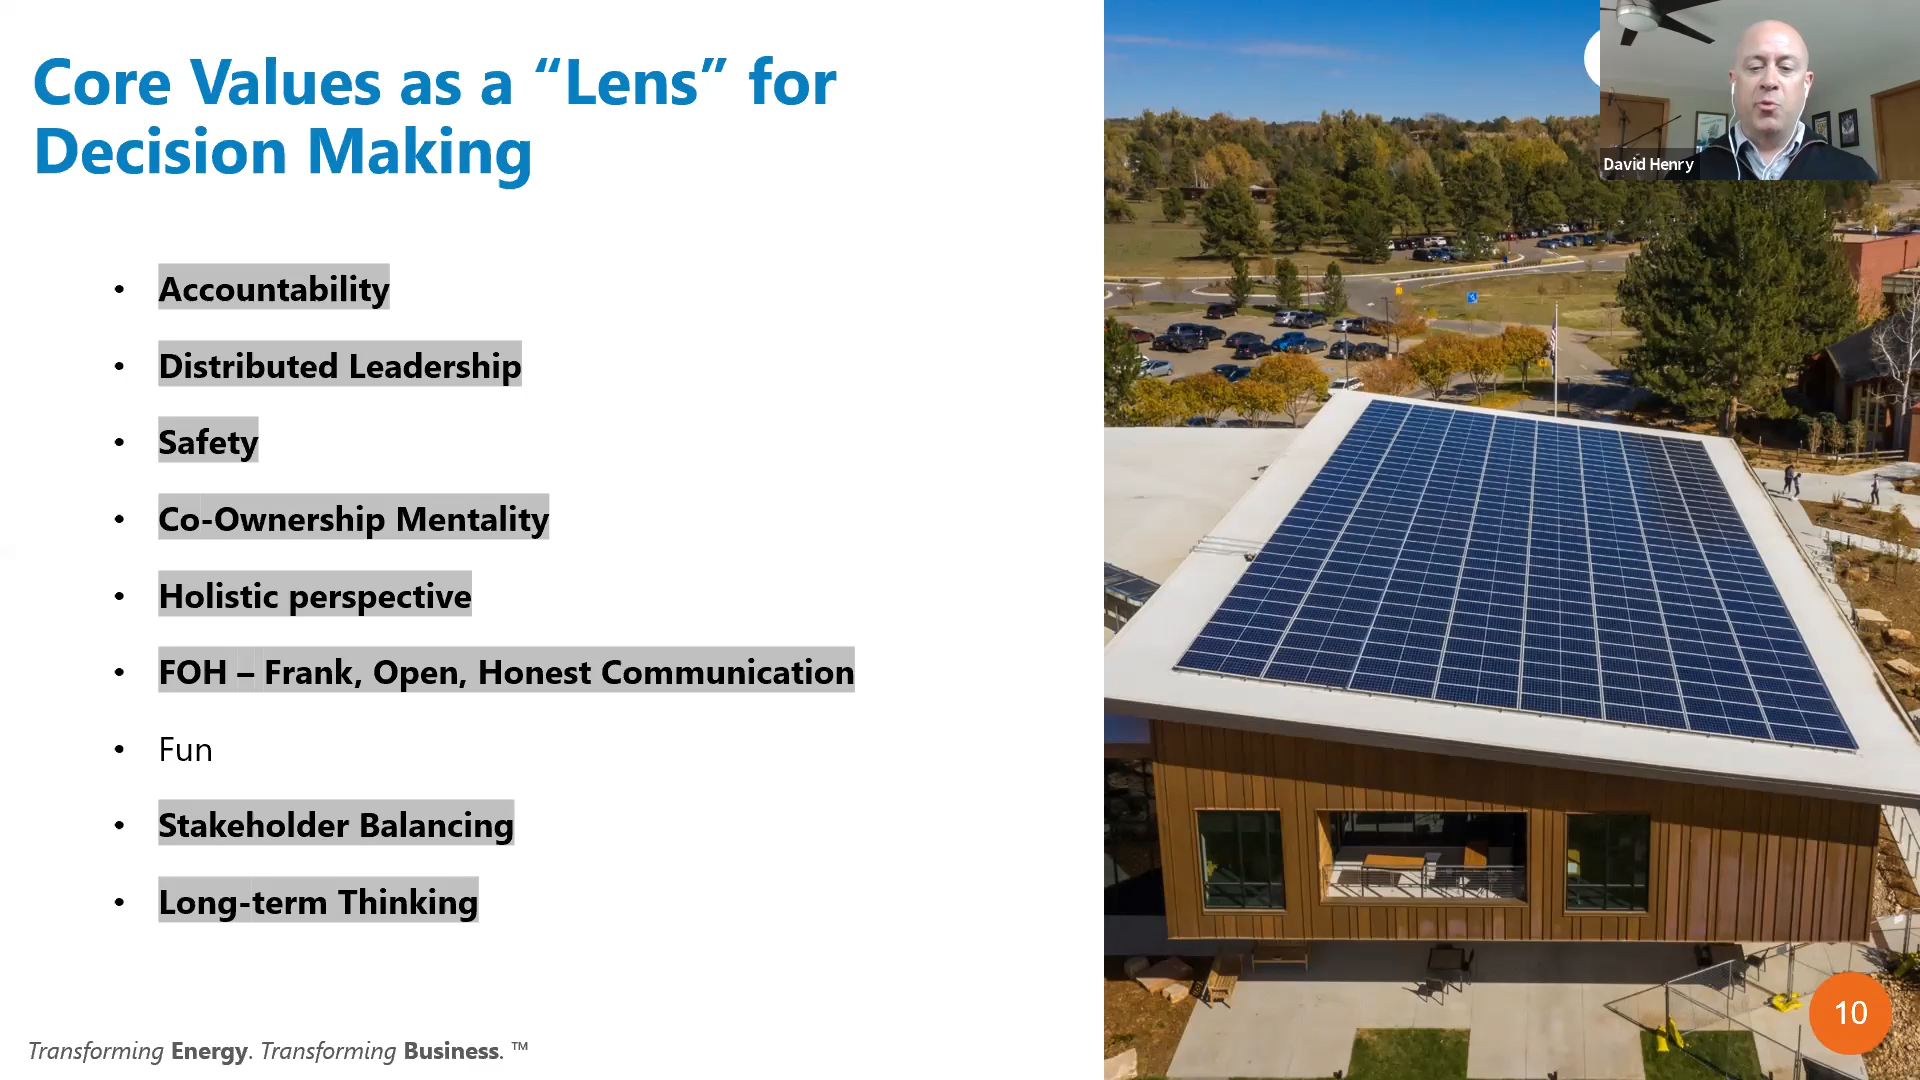 Core Values as a “Lens” for
Decision Making
• Accountability
• Distributed Leadership
• Safety
• Co-Ownership Mentality
• Holistic perspective
• FOH – Frank, Open, Honest Communication
• Fun
• Stakeholder Balancing
• Long-term Thinking
Transforming Energy. Transforming Business. ™
David Henry
10